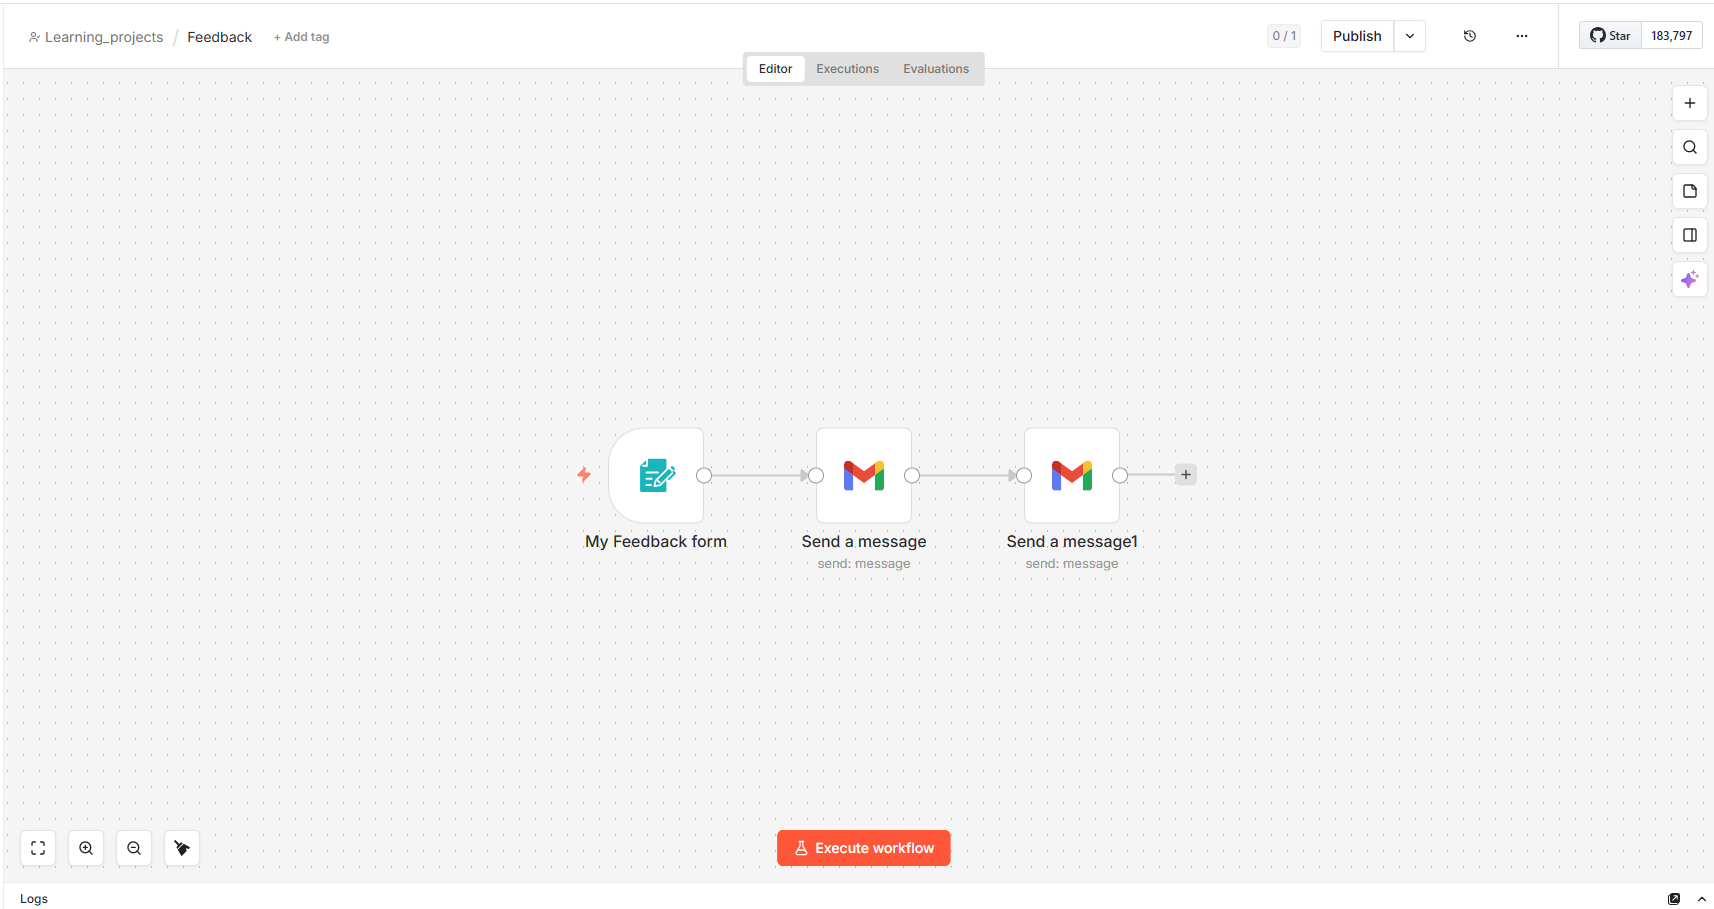 Learning_projects / Feedback + Add tag
0 / 1
Publish
Star
183,797
Editor
Executions
Evaluations
My Feedback form
Send a message
send: message
Send a message1
send: message
Execute workflow
Logs